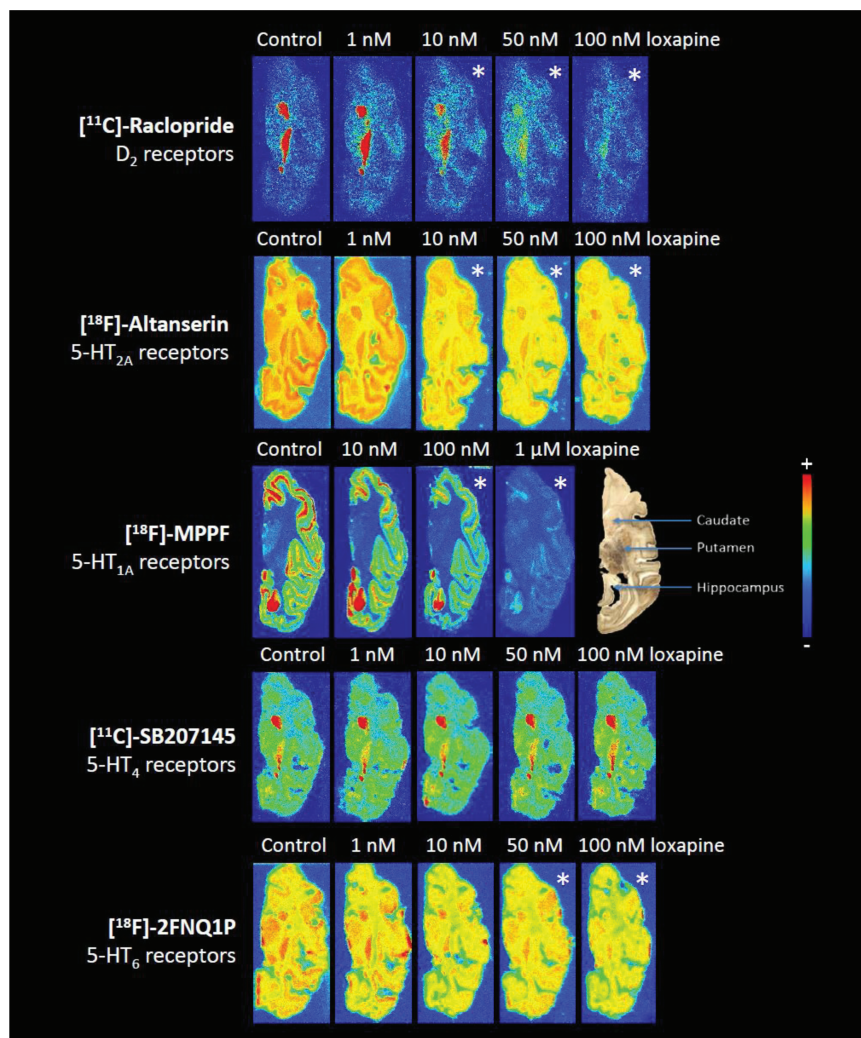 Control 1 nM 10 nM 50 nM 100 nM loxapine
* * *
[¹¹C]-Raclopride
D₂ receptors
Control 1 nM 10 nM 50 nM 100 nM loxapine
* * *
[¹⁸F]-Altanserin
5-HT₂A receptors
Control 10 nM 100 nM 1 µM loxapine
* *
+
[¹⁸F]-MPPF
5-HT₁A receptors
Caudate
Putamen
Hippocampus
-
Control 1 nM 10 nM 50 nM 100 nM loxapine
[¹¹C]-SB207145
5-HT₄ receptors
Control 1 nM 10 nM 50 nM 100 nM loxapine
* *
[¹⁸F]-2FNQ1P
5-HT₆ receptors